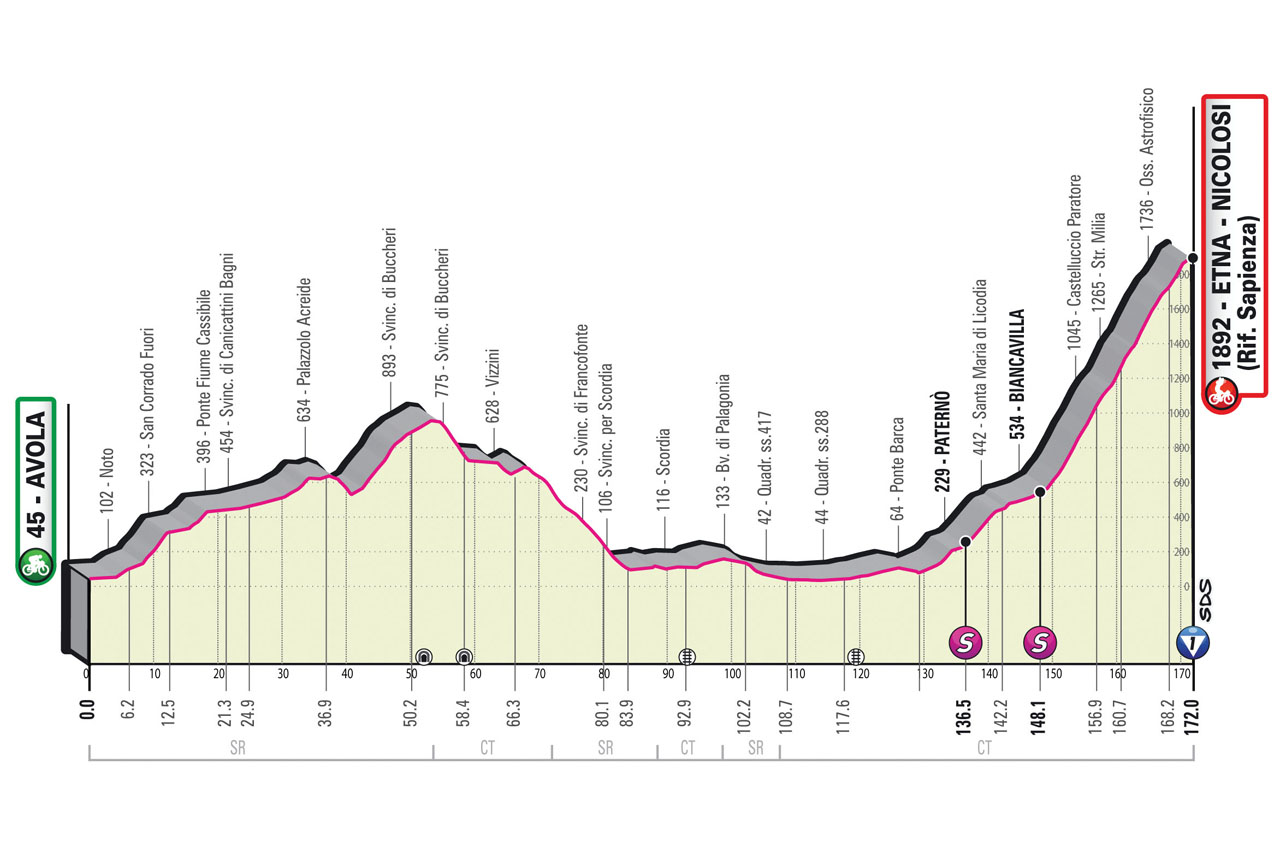 45 - AVOLA
102 - Noto
323 - San Corrado Fuori
396 - Ponte Fiume Cassibile
454 - Svinc. di Canicattini Bagni
634 - Palazzolo Acreide
893 - Svinc. di Buccheri
775 - Svinc. di Buccheri
628 - Vizzini
230 - Svinc. di Francofonte
106 - Svinc. per Scordia
116 - Scordia
133 - Bv. di Palagonia
42 - Quadr. ss.417
44 - Quadr. ss.288
64 - Ponte Barca
229 - PATERNÒ
442 - Santa Maria di Licodia
534 - BIANCAVILLA
1045 - Castelluccio Paratore
1265 - Str. Milia
1736 - Oss. Astrofisico
1892 - ETNA - NICOLOSI
(Rif. Sapienza)
1600
1400
1200
1000
800
600
400
200
0
SDS
S
S
1
0 10 20 30 40 50 60 70 80 90 100 110 120 130 140 150 160 170
0.0 6.2 12.5 21.3 24.9 36.9 50.2 58.4 66.3 80.1 83.9 92.9 102.2 108.7 117.6 136.5 142.2 148.1 156.9 160.7 168.2 172.0
SR CT SR CT SR CT